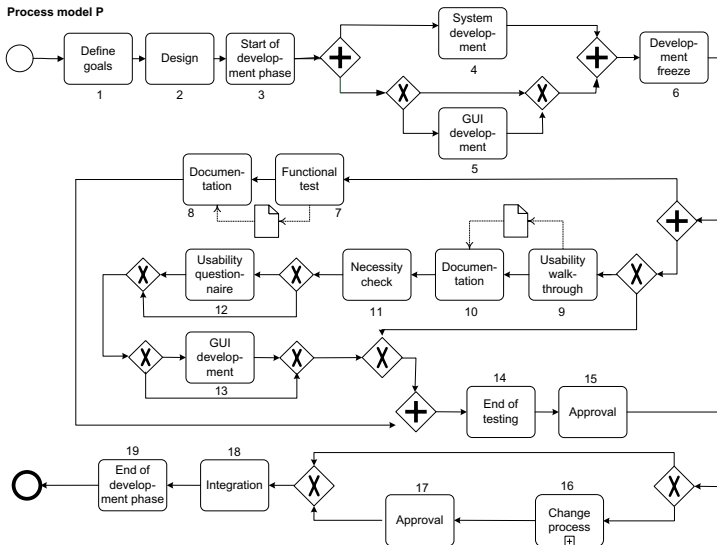 Process model P
System
develop-
ment
4
Define
goals
1
Design
2
Start of
develop-
ment phase
3
Develop-
ment
freeze
6
GUI
develop-
ment
5
Documen-
tation
8
Functional
test
7
Usability
question-
naire
12
Necessity
check
11
Documen-
tation
10
Usability
walk-
through
9
GUI
develop-
ment
13
14
End of
testing
15
Approval
19
End of
develop-
ment phase
18
Integration
17
Approval
16
Change
process